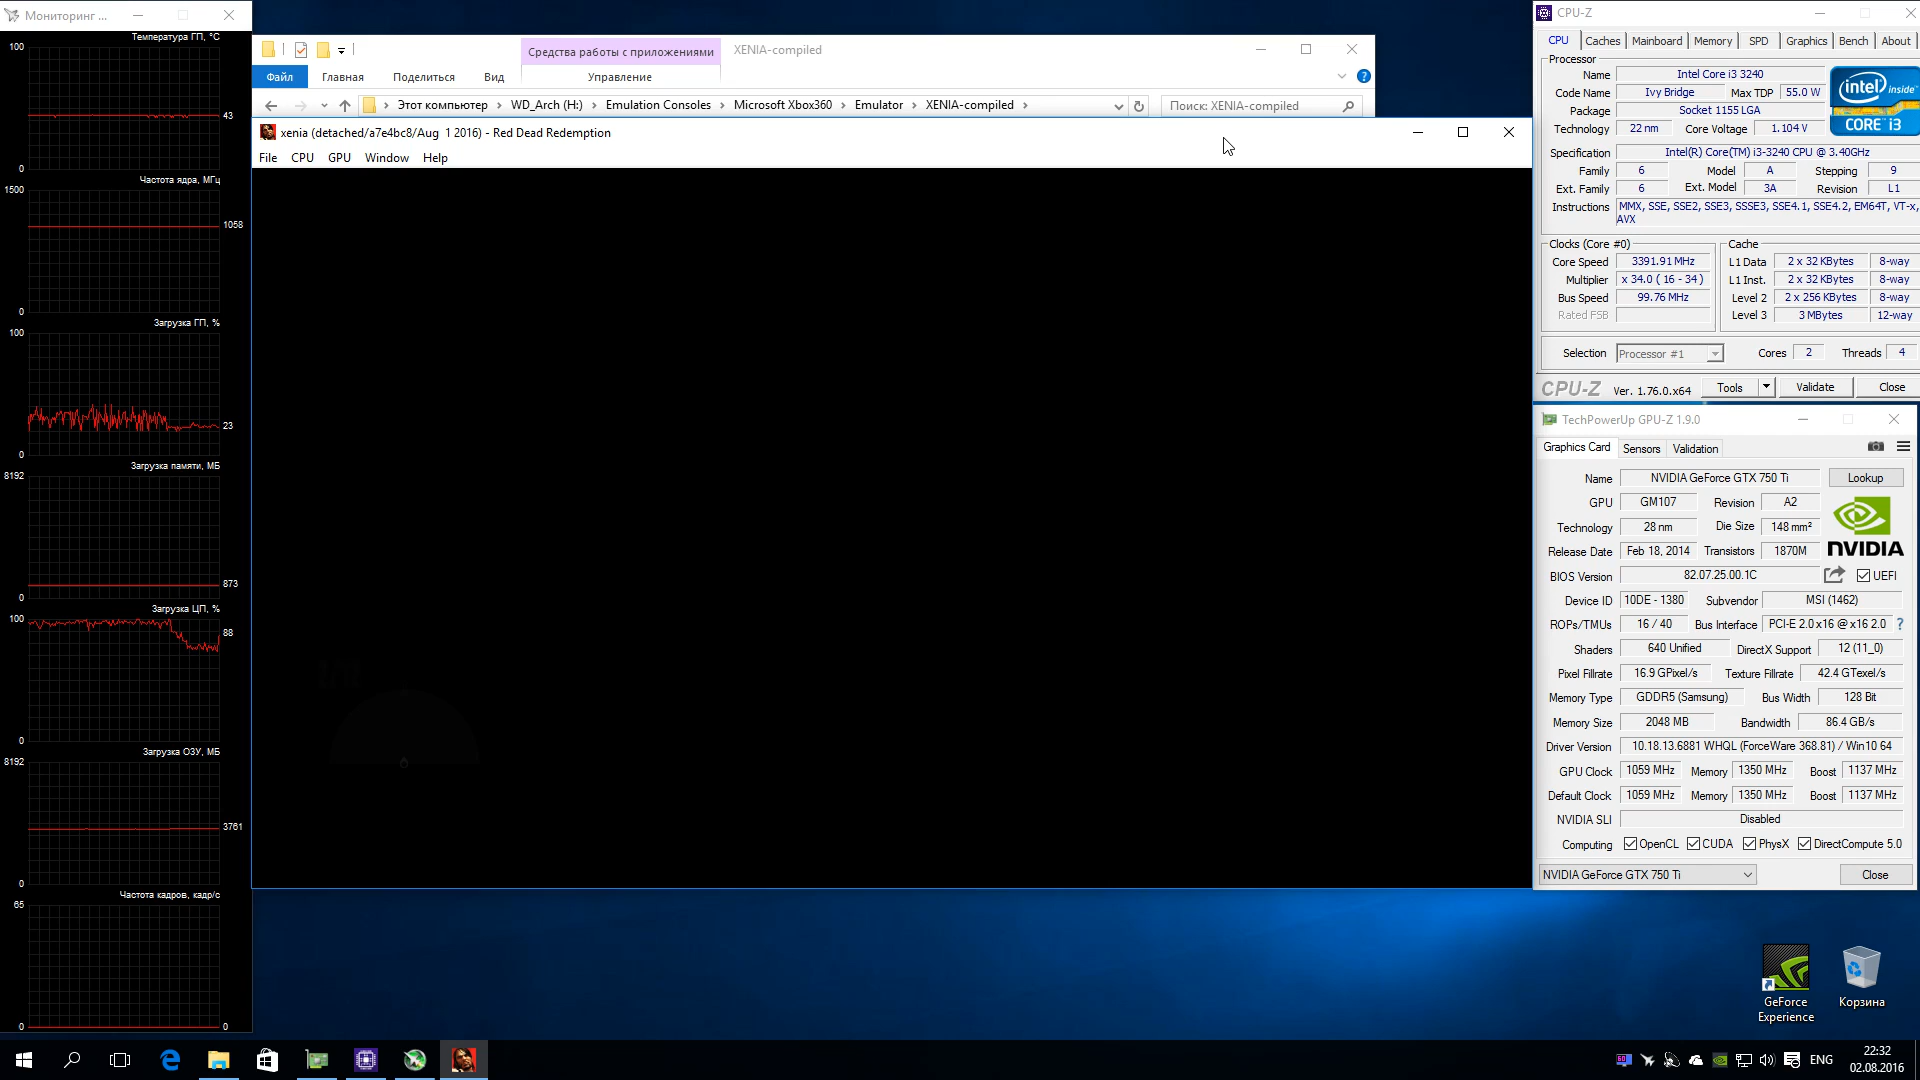 Мониторинг ...
Температура ГП, °C
100
43
0
Частота ядра, МГц
1500
1058
0
Загрузка ГП, %
100
23
0
Загрузка памяти, МБ
8192
873
0
Загрузка ЦП, %
100
88
0
Загрузка ОЗУ, МБ
8192
3761
0
Частота кадров, кадр/с
65
0
0
Средства работы с приложениями
XENIA-compiled
Файл
Главная
Поделиться
Вид
Управление
Этот компьютер
WD_Arch (H:)
Emulation Consoles
Microsoft Xbox360
Emulator
XENIA-compiled
Поиск: XENIA-compiled
xenia (detached/a7e4bc8/Aug 1 2016) - Red Dead Redemption
File CPU GPU Window Help
CPU-Z
CPU Caches Mainboard Memory SPD Graphics Bench About
Processor
Name Intel Core i3 3240
Code Name Ivy Bridge Max TDP 55.0 W
Package Socket 1155 LGA
Technology 22 nm Core Voltage 1.104 V
intel inside™
CORE i3
Specification Intel(R) Core(TM) i3-3240 CPU @ 3.40GHz
Family 6 Model A Stepping 9
Ext. Family 6 Ext. Model 3A Revision L1
Instructions MMX, SSE, SSE2, SSE3, SSSE3, SSE4.1, SSE4.2, EM64T, VT-x,
AVX
Clocks (Core #0)
Core Speed 3391.91 MHz
Multiplier x 34.0 ( 16 - 34 )
Bus Speed 99.76 MHz
Rated FSB
Cache
L1 Data 2 x 32 KBytes 8-way
L1 Inst. 2 x 32 KBytes 8-way
Level 2 2 x 256 KBytes 8-way
Level 3 3 MBytes 12-way
Selection Processor #1 Cores 2 Threads 4
CPU-Z Ver. 1.76.0.x64 Tools Validate Close
TechPowerUp GPU-Z 1.9.0
Graphics Card Sensors Validation
Name NVIDIA GeForce GTX 750 Ti Lookup
GPU GM107 Revision A2
Technology 28 nm Die Size 148 mm²
Release Date Feb 18, 2014 Transistors 1870M
NVIDIA
BIOS Version 82.07.25.00.1C UEFI
Device ID 10DE - 1380 Subvendor MSI (1462)
ROPs/TMUs 16 / 40 Bus Interface PCI-E 2.0 x16 @ x16 2.0 ?
Shaders 640 Unified DirectX Support 12 (11_0)
Pixel Fillrate 16.9 GPixel/s Texture Fillrate 42.4 GTexel/s
Memory Type GDDR5 (Samsung) Bus Width 128 Bit
Memory Size 2048 MB Bandwidth 86.4 GB/s
Driver Version 10.18.13.6881 WHQL (ForceWare 368.81) / Win10 64
GPU Clock 1059 MHz Memory 1350 MHz Boost 1137 MHz
Default Clock 1059 MHz Memory 1350 MHz Boost 1137 MHz
NVIDIA SLI Disabled
Computing OpenCL CUDA PhysX DirectCompute 5.0
NVIDIA GeForce GTX 750 Ti Close
GeForce
Experience
Корзина
60
ENG
22:32
02.08.2016